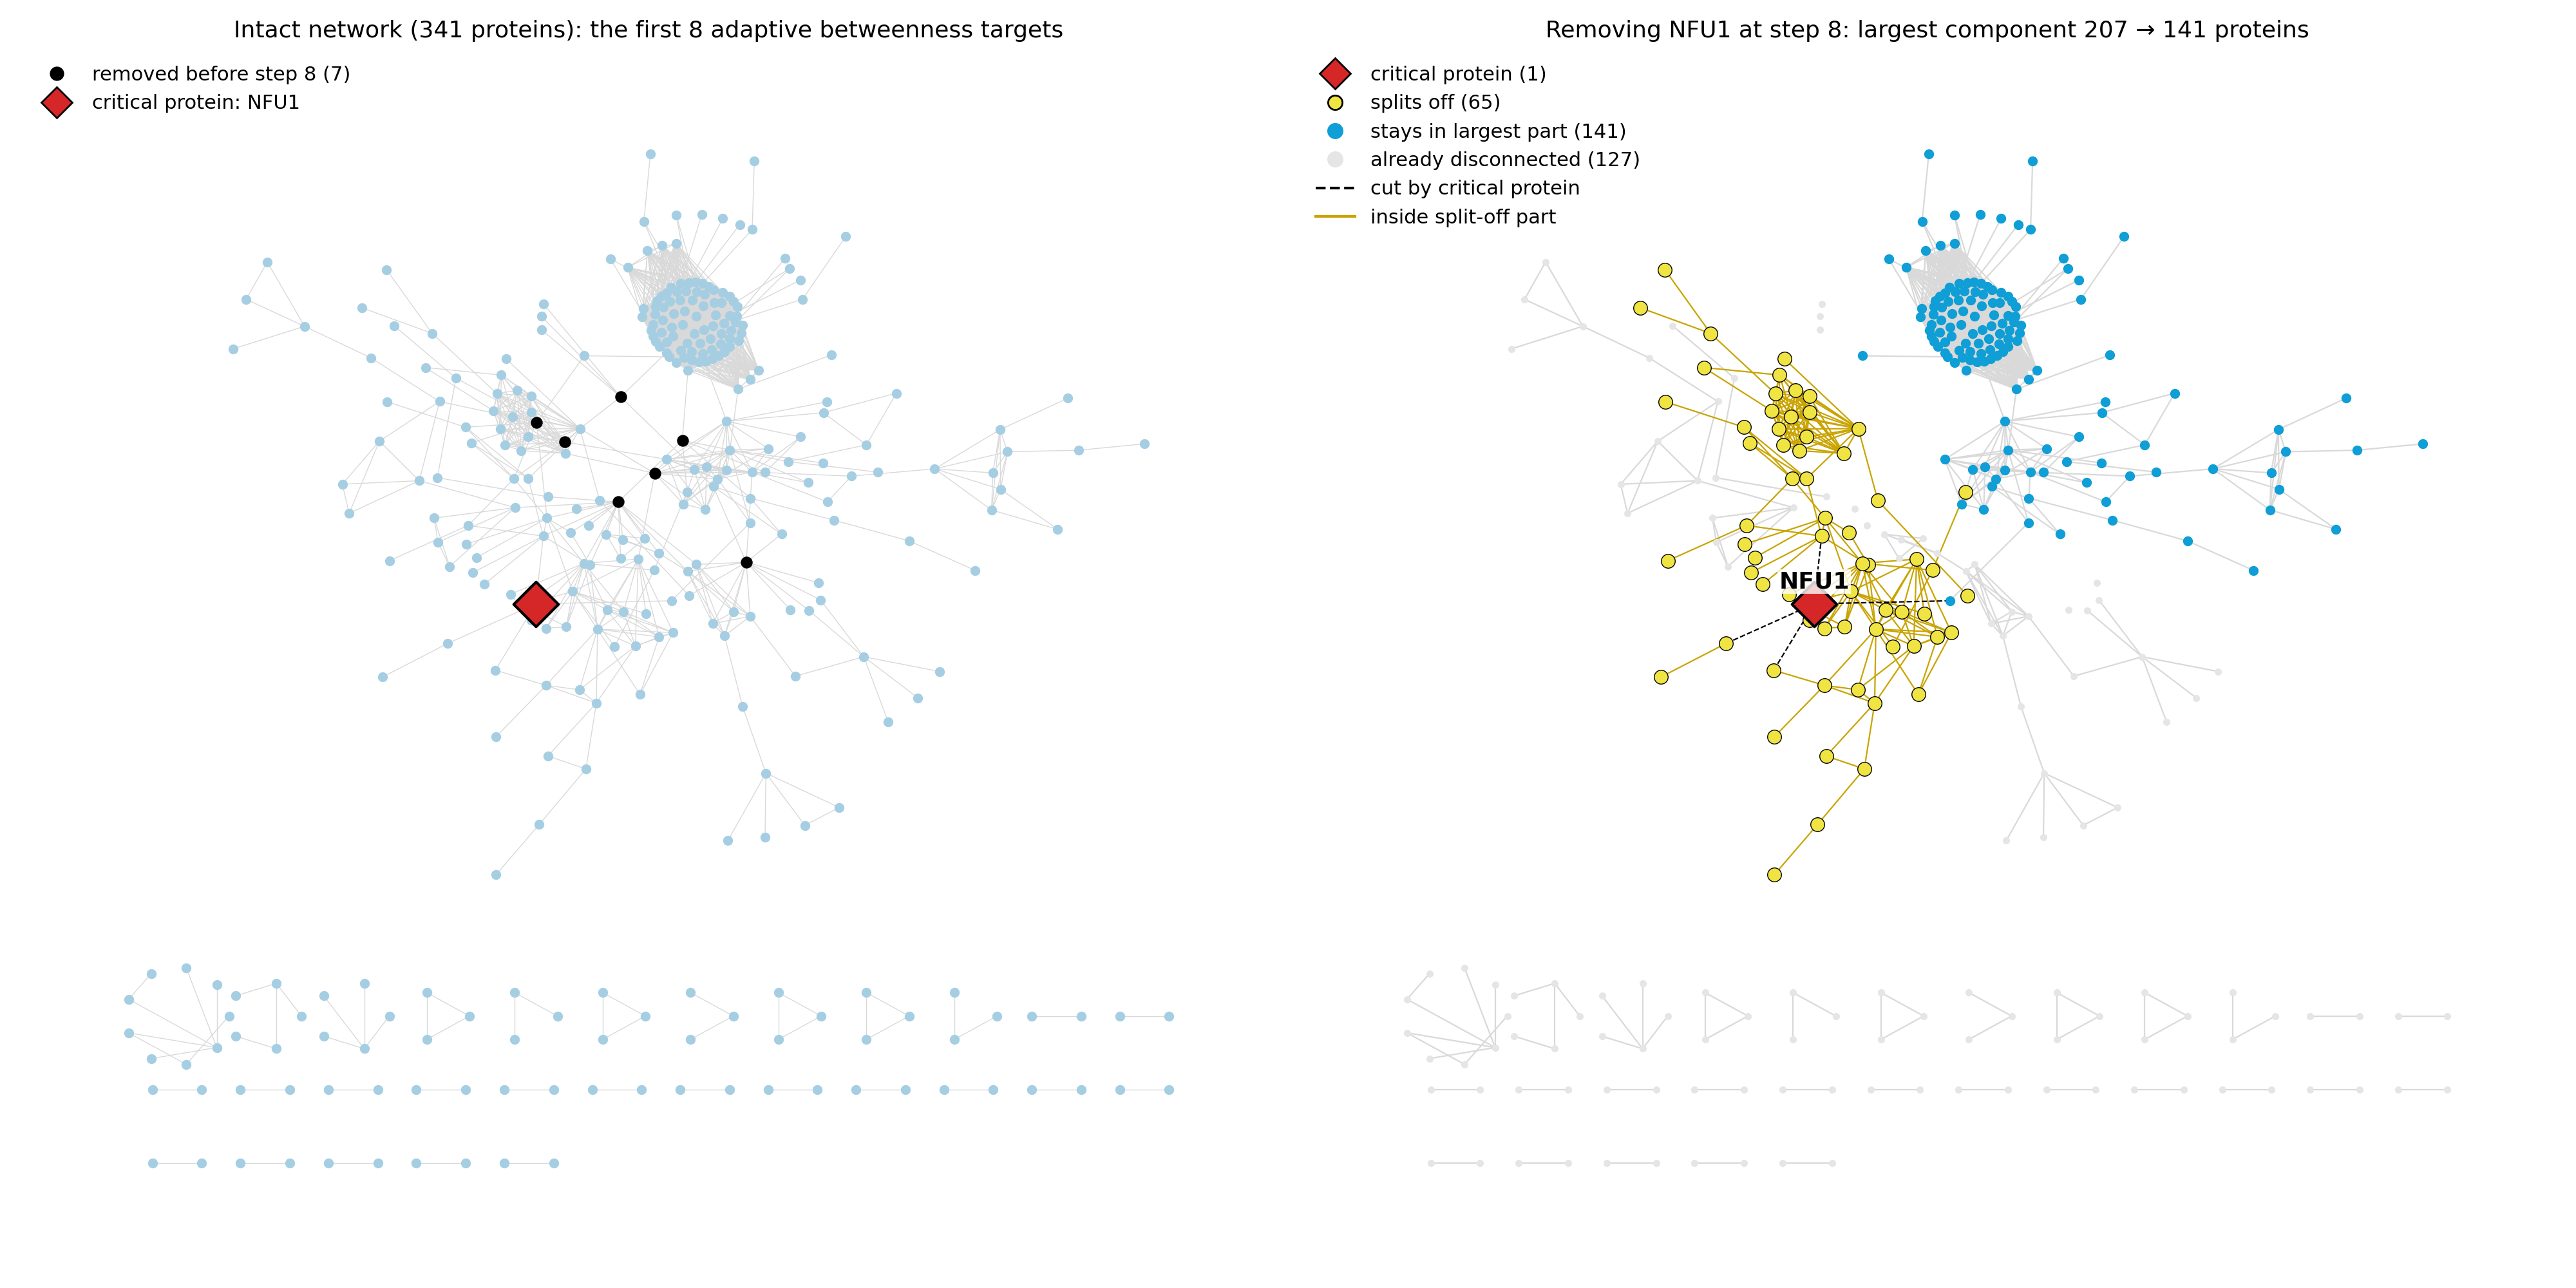 Intact network (341 proteins): the first 8 adaptive betweenness targets
removed before step 8 (7)
critical protein: NFU1
Removing NFU1 at step 8: largest component 207 → 141 proteins
critical protein (1)
splits off (65)
stays in largest part (141)
already disconnected (127)
cut by critical protein
inside split-off part
NFU1